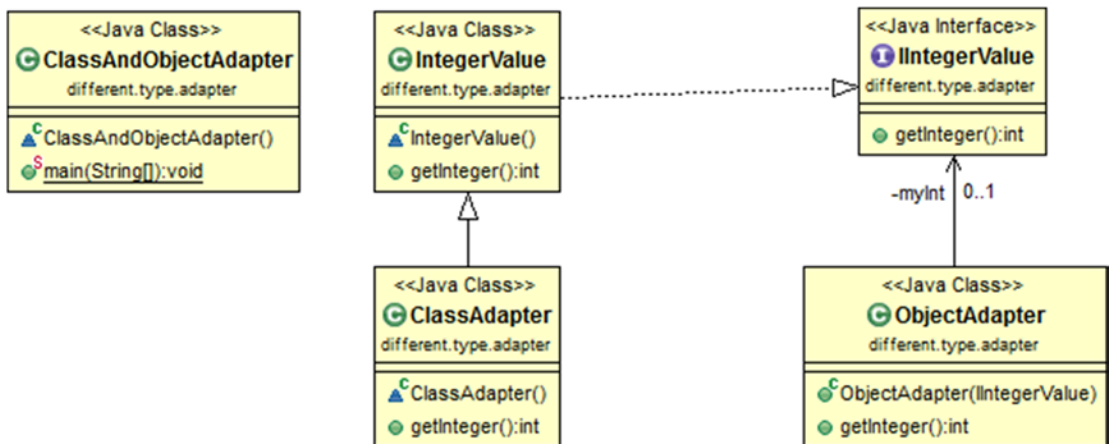 <<Java Class>>
ClassAndObjectAdapter
different.type.adapter
ClassAndObjectAdapter()
main(String[]):void
<<Java Class>>
IntegerValue
different.type.adapter
IntegerValue()
getInteger():int
<<Java Interface>>
IIntegerValue
different.type.adapter
getInteger():int
-myInt 0..1
<<Java Class>>
ClassAdapter
different.type.adapter
ClassAdapter()
getInteger():int
<<Java Class>>
ObjectAdapter
different.type.adapter
ObjectAdapter(IIntegerValue)
getInteger():int